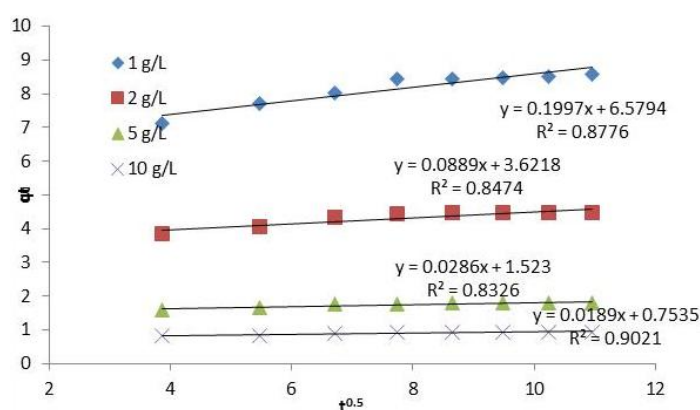 10
9
8
7
6
5
4
3
2
1
0
1 g/L
2 g/L
5 g/L
10 g/L
y = 0.1997x + 6.5794
R² = 0.8776
y = 0.0889x + 3.6218
R² = 0.8474
y = 0.0286x + 1.523
R² = 0.8326
y = 0.0189x + 0.7535
R² = 0.9021
2 4 6 8 10 12
t^0.5